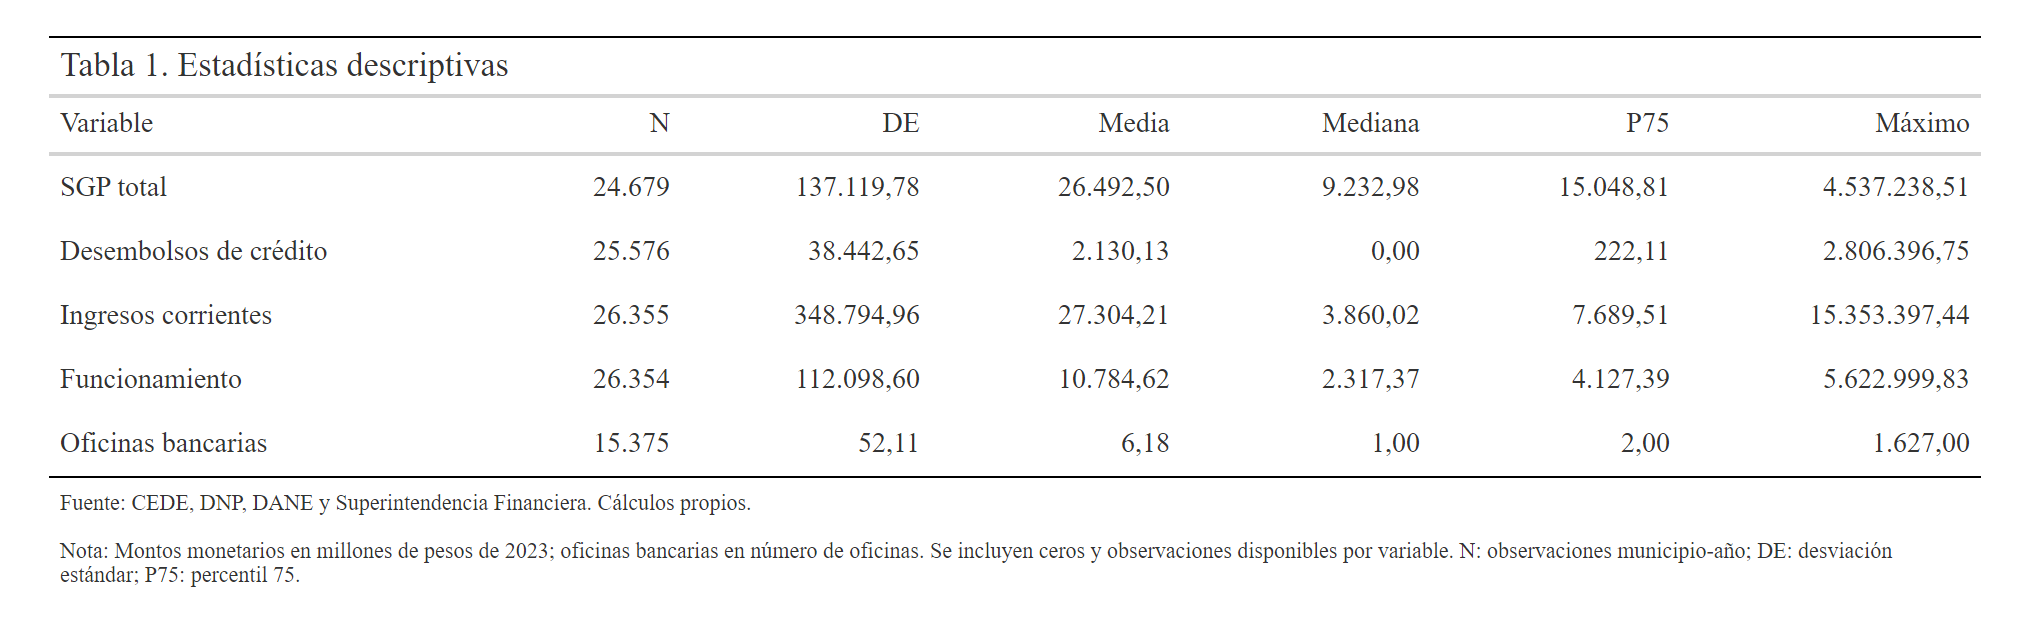 Tabla 1. Estadísticas descriptivas
Variable N DE Media Mediana P75 Máximo
SGP total 24.679 137.119,78 26.492,50 9.232,98 15.048,81 4.537.238,51
Desembolsos de crédito 25.576 38.442,65 2.130,13 0,00 222,11 2.806.396,75
Ingresos corrientes 26.355 348.794,96 27.304,21 3.860,02 7.689,51 15.353.397,44
Funcionamiento 26.354 112.098,60 10.784,62 2.317,37 4.127,39 5.622.999,83
Oficinas bancarias 15.375 52,11 6,18 1,00 2,00 1.627,00
Fuente: CEDE, DNP, DANE y Superintendencia Financiera. Cálculos propios.
Nota: Montos monetarios en millones de pesos de 2023; oficinas bancarias en número de oficinas. Se incluyen ceros y observaciones disponibles por variable. N: observaciones municipio-año; DE: desviación
estándar; P75: percentil 75.